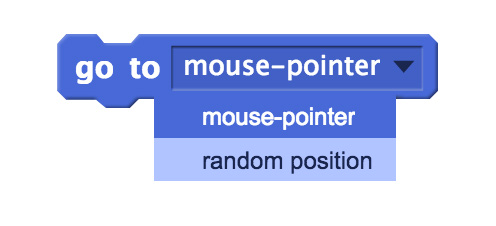 go to mouse-pointer
mouse-pointer
random position